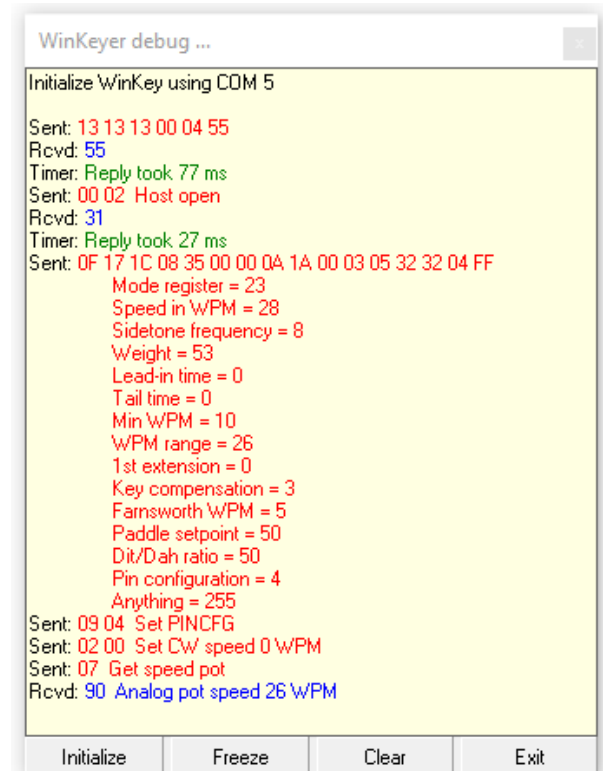 WinKeyer debug ...
x
Initialize WinKey using COM 5
Sent: 13 13 13 00 04 55
Rcvd: 55
Timer: Reply took 77 ms
Sent: 00 02 Host open
Rcvd: 31
Timer: Reply took 27 ms
Sent: 0F 17 1C 08 35 00 00 0A 1A 00 03 05 32 32 04 FF
Mode register = 23
Speed in WPM = 28
Sidetone frequency = 8
Weight = 53
Lead-in time = 0
Tail time = 0
Min WPM = 10
WPM range = 26
1st extension = 0
Key compensation = 3
Farnsworth WPM = 5
Paddle setpoint = 50
Dit/Dah ratio = 50
Pin configuration = 4
Anything = 255
Sent: 09 04 Set PINCFG
Sent: 02 00 Set CW speed 0 WPM
Sent: 07 Get speed pot
Rcvd: 90 Analog pot speed 26 WPM
Initialize Freeze Clear Exit